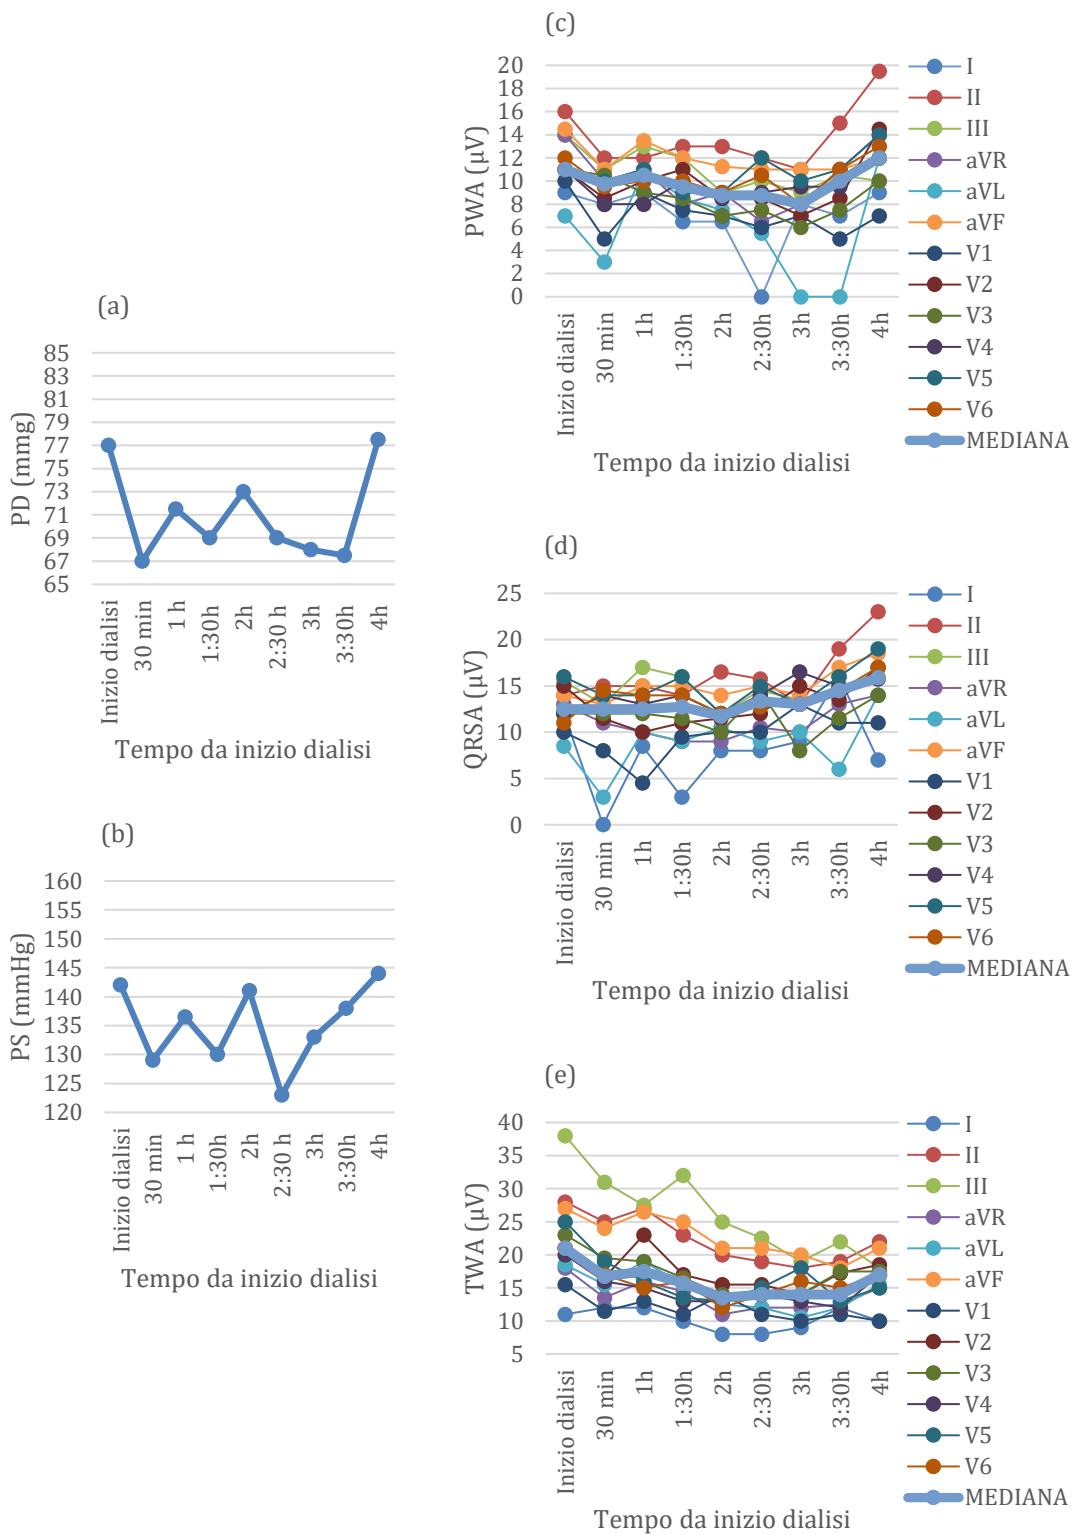 (a)
PD (mmg)
85
83
81
79
77
75
73
71
69
67
65
Inizio dialisi
30 min
1 h
1:30h
2h
2:30 h
3h
3:30h
4h
Tempo da inizio dialisi
(b)
PS (mmHg)
160
155
150
145
140
135
130
125
120
Inizio dialisi
30 min
1 h
1:30h
2h
2:30 h
3h
3:30h
4h
Tempo da inizio dialisi
(c)
PWA (µV)
20
18
16
14
12
10
8
6
4
2
0
Inizio dialisi
30 min
1h
1:30h
2h
2:30h
3h
3:30h
4h
Tempo da inizio dialisi
I
II
III
aVR
aVL
aVF
V1
V2
V3
V4
V5
V6
MEDIANA
(d)
QRSA (µV)
25
20
15
10
5
0
Inizio dialisi
30 min
1h
1:30h
2h
2:30h
3h
3:30h
4h
Tempo da inizio dialisi
I
II
III
aVR
aVL
aVF
V1
V2
V3
V4
V5
V6
MEDIANA
(e)
TWA (µV)
40
35
30
25
20
15
10
5
Inizio dialisi
30 min
1h
1:30h
2h
2:30h
3h
3:30h
4h
Tempo da inizio dialisi
I
II
III
aVR
aVL
aVF
V1
V2
V3
V4
V5
V6
MEDIANA